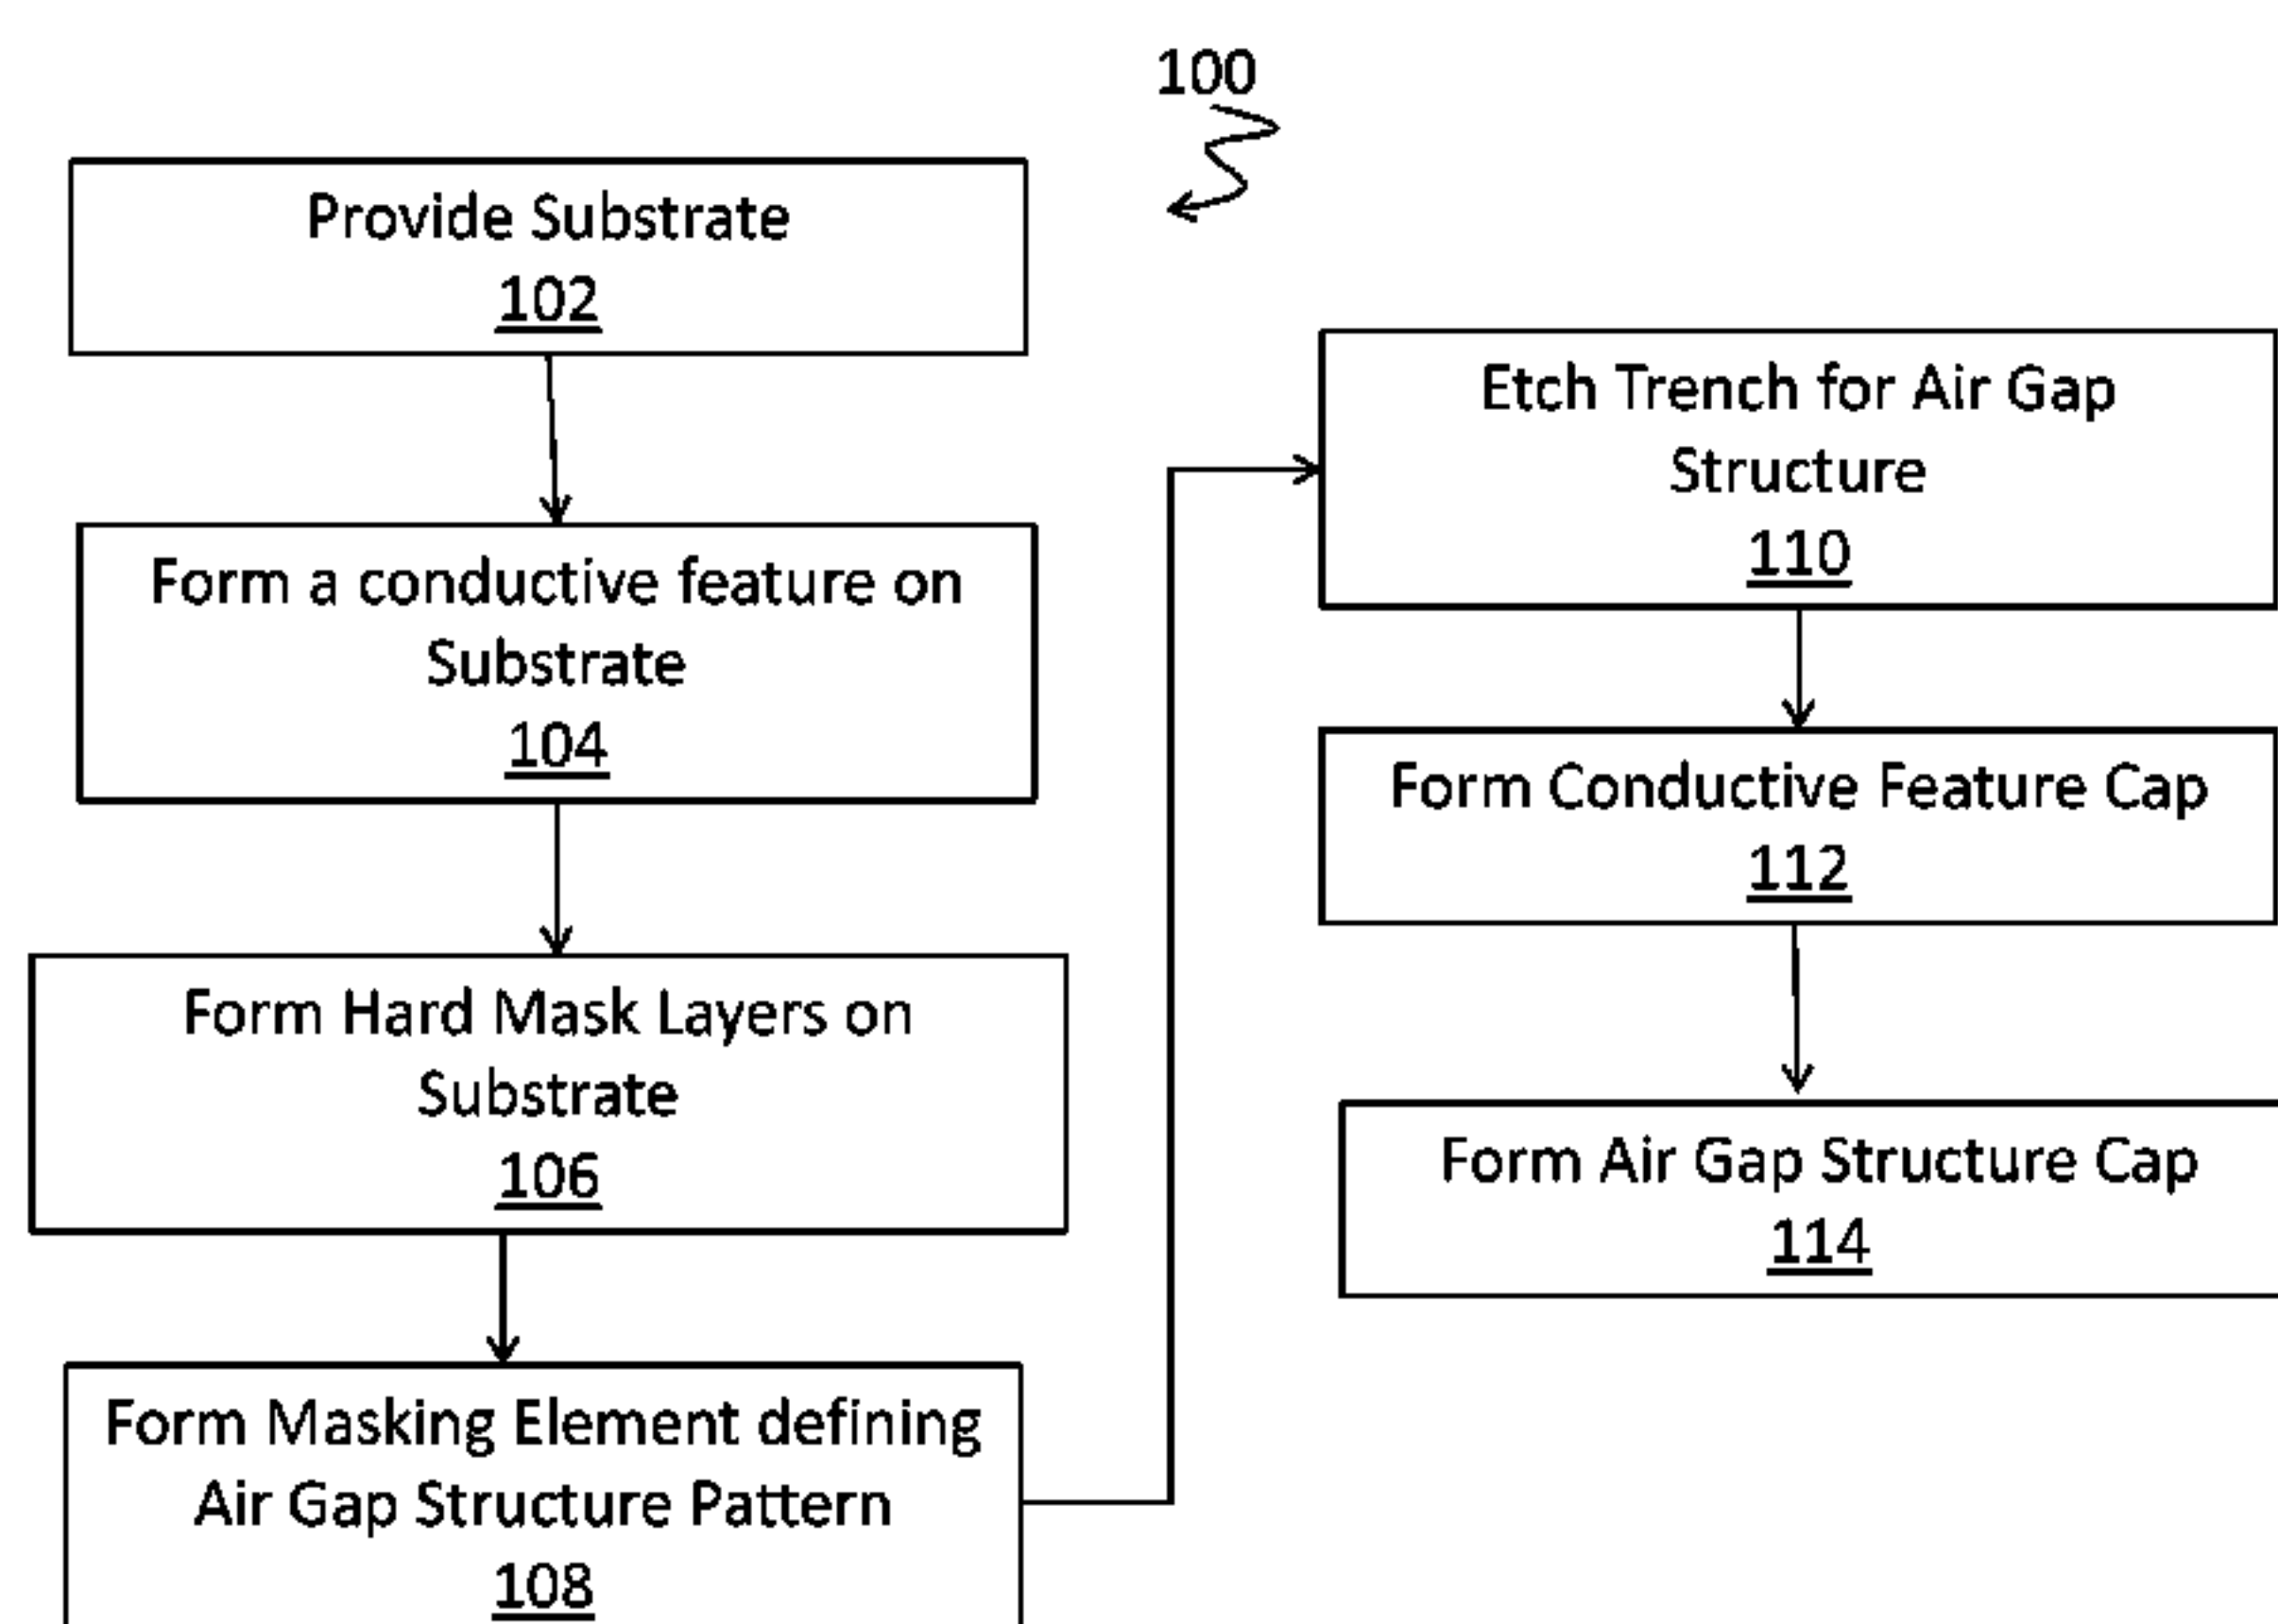 100
Provide Substrate
102
Form a conductive feature on
Substrate
104
Form Hard Mask Layers on
Substrate
106
Form Masking Element defining
Air Gap Structure Pattern
108
Etch Trench for Air Gap
Structure
110
Form Conductive Feature Cap
112
Form Air Gap Structure Cap
114